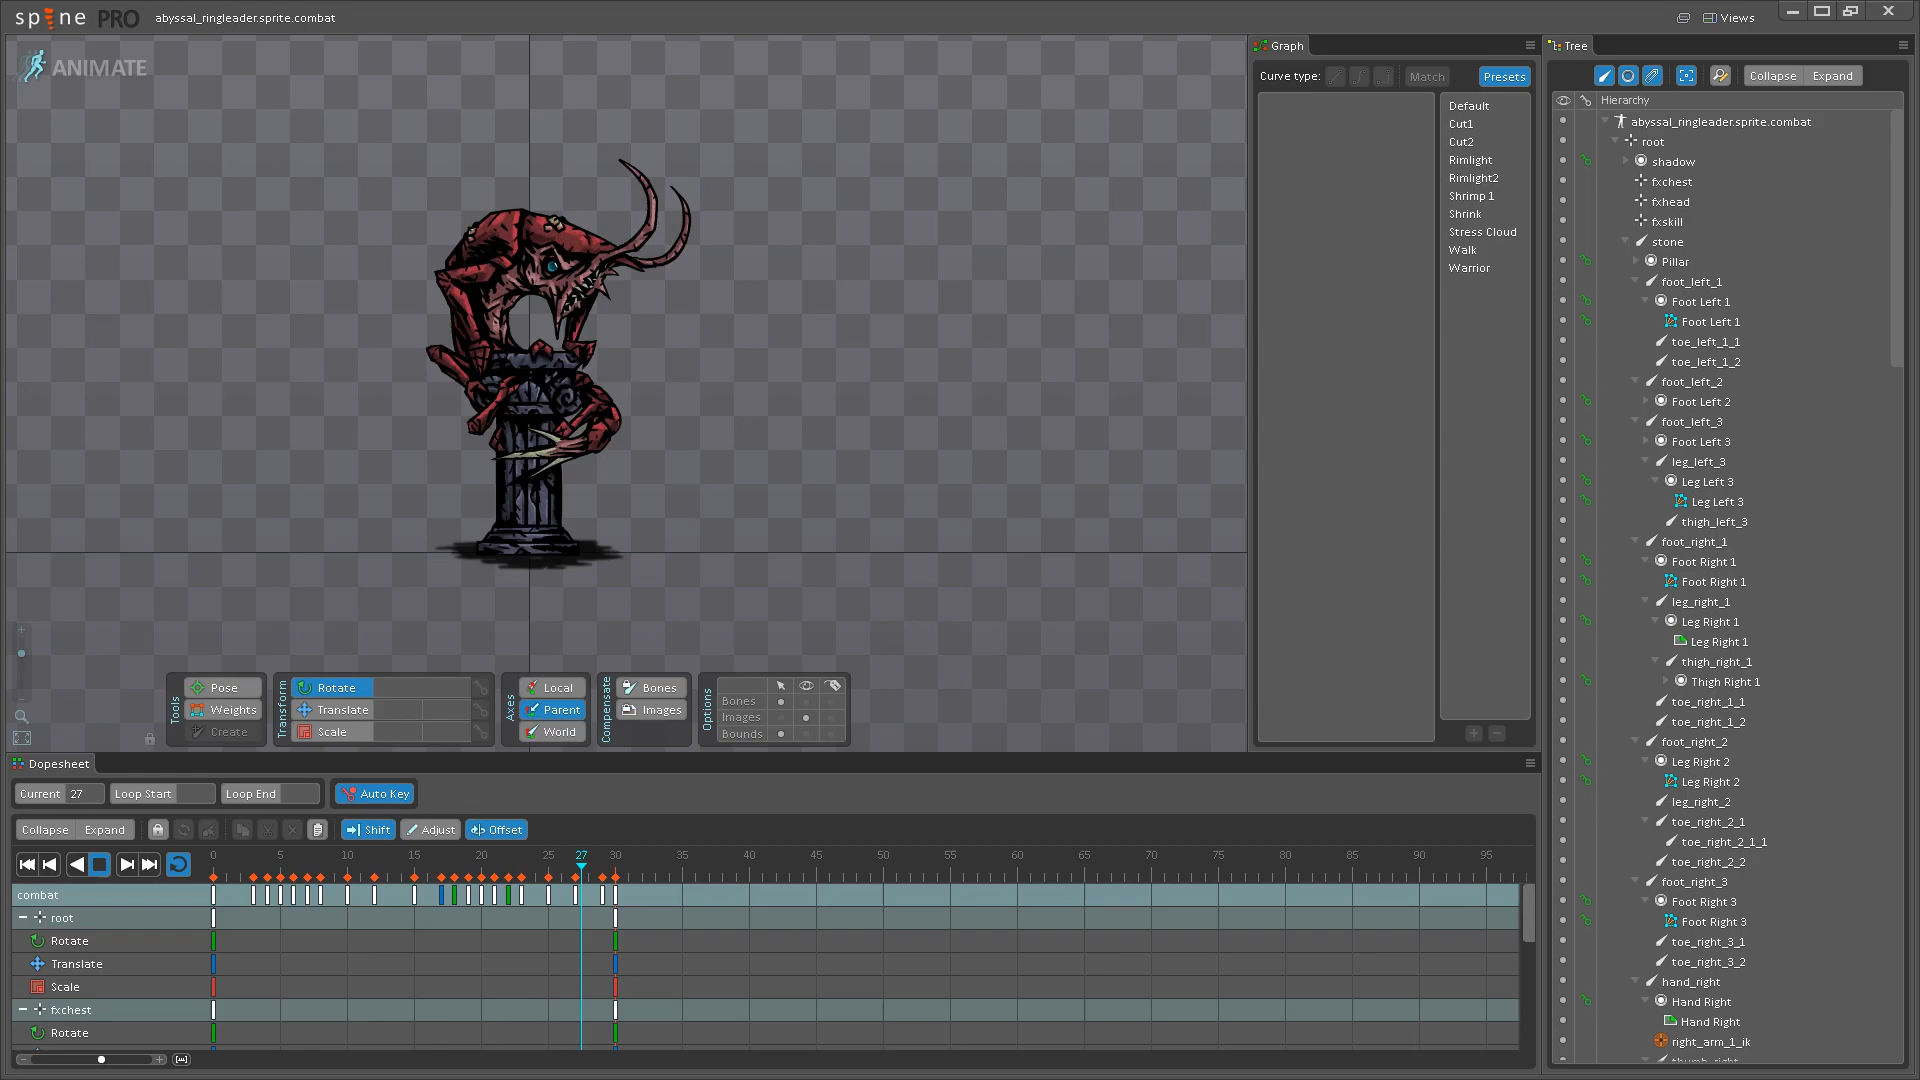 spine PRO abyssal_ringleader.sprite.combat
Views
ANIMATE
Graph
Curve type:
Match
Presets
Default
Cut1
Cut2
Rimlight
Rimlight2
Shrimp 1
Shrink
Stress Cloud
Walk
Warrior
Tree
Collapse
Expand
Hierarchy
abyssal_ringleader.sprite.combat
root
shadow
fxchest
fxhead
fxskill
stone
Pillar
foot_left_1
Foot Left 1
Foot Left 1
toe_left_1_1
toe_left_1_2
foot_left_2
Foot Left 2
foot_left_3
Foot Left 3
leg_left_3
Leg Left 3
Leg Left 3
thigh_left_3
foot_right_1
Foot Right 1
Foot Right 1
leg_right_1
Leg Right 1
Leg Right 1
thigh_right_1
Thigh Right 1
toe_right_1_1
toe_right_1_2
foot_right_2
Leg Right 2
Leg Right 2
leg_right_2
toe_right_2_1
toe_right_2_1_1
toe_right_2_2
foot_right_3
Foot Right 3
Foot Right 3
toe_right_3_1
toe_right_3_2
hand_right
Hand Right
Hand Right
right_arm_1_ik
thumb_right
Tools
Pose
Weights
Create
Transform
Rotate
Translate
Scale
Axes
Local
Parent
World
Compensate
Bones
Images
Options
Bones
Images
Bounds
Dopesheet
Current 27
Loop Start
Loop End
Auto Key
Collapse
Expand
Shift
Adjust
Offset
0 5 10 15 20 25 27 30 35 40 45 50 55 60 65 70 75 80 85 90 95
combat
root
Rotate
Translate
Scale
fxchest
Rotate